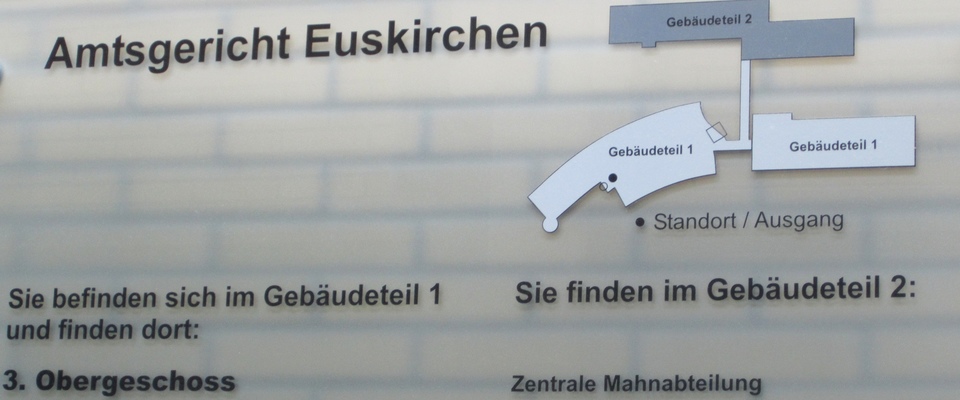 Amtsgericht Euskirchen
Gebäudeteil 2
Gebäudeteil 1
Gebäudeteil 1
Standort / Ausgang
Sie befinden sich im Gebäudeteil 1
und finden dort:
3. Obergeschoss
Sie finden im Gebäudeteil 2:
Zentrale Mahnabteilung